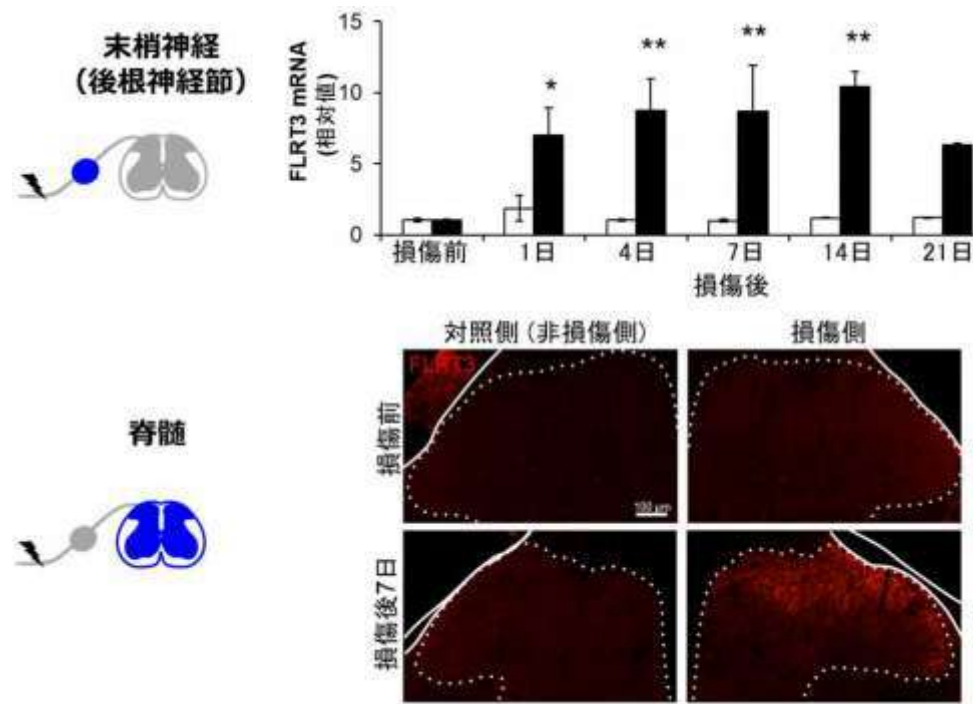 末梢神経
（後根神経節）
FLRT3 mRNA
(相対値)
15
10
5
0
*
**
**
**
損傷前
1日
4日
7日
14日
21日
損傷後
対照側（非損傷側）
損傷側
脊髄
損傷前
FLRT3
100 μm
損傷後7日